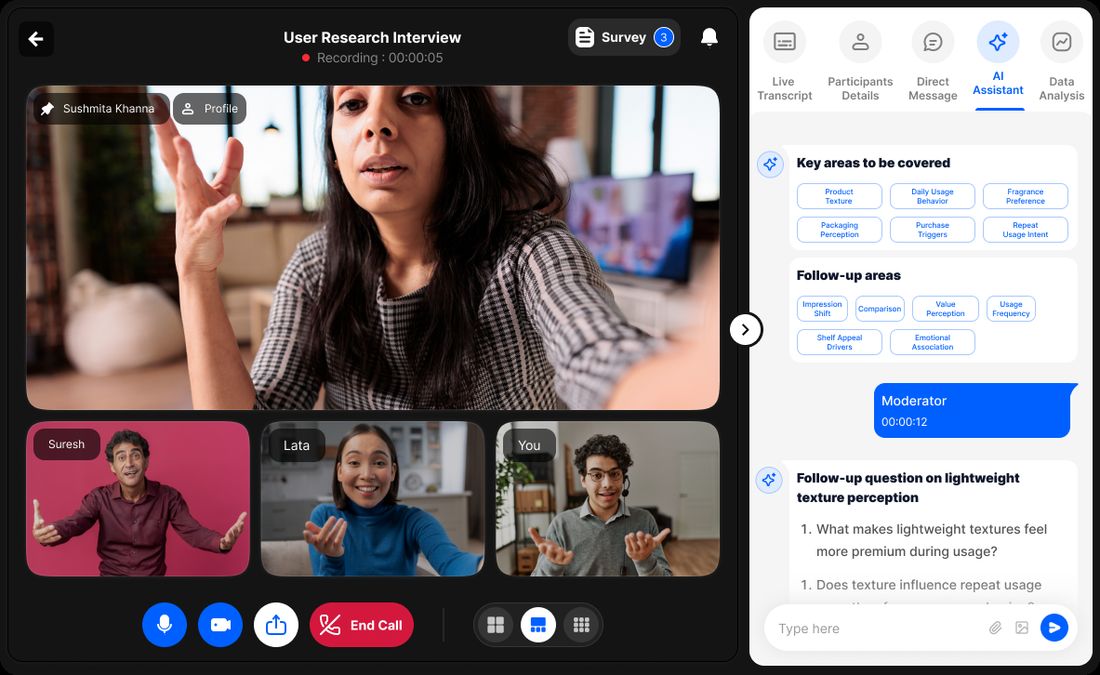 User Research Interview
Recording : 00:00:05
Survey 3
Sushmita Khanna
Profile
Suresh
Lata
You
End Call
Live
Transcript
Participants
Details
Direct
Message
AI
Assistant
Data
Analysis
Key areas to be covered
Product
Texture
Daily Usage
Behavior
Fragrance
Preference
Packaging
Perception
Purchase
Triggers
Repeat
Usage Intent
Follow-up areas
Impression
Shift
Comparison
Value
Perception
Usage
Frequency
Shelf Appeal
Drivers
Emotional
Association
Moderator
00:00:12
Follow-up question on lightweight
texture perception
1. What makes lightweight textures feel
more premium during usage?
1. Does texture influence repeat usage
Type here